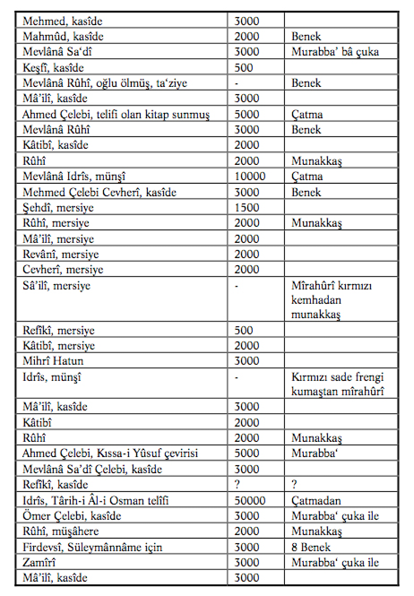 Mehmed, kasîde 3000
Mahmûd, kasîde 2000 Benek
Mevlânâ Sa‘dî 3000 Murabba’ bâ çuka
Keşfî, kasîde 500
Mevlânâ Rûhî, oğlu ölmüş, ta‘ziye - Benek
Mâ’ilî, kasîde 3000
Ahmed Çelebi, telifi olan kitap sunmuş 5000 Çatma
Mevlânâ Rûhî 3000 Benek
Kâtibî, kasîde 2000
Rûhî 2000 Munakkaş
Mevlânâ Idrîs, münşî 10000 Çatma
Mehmed Çelebi Cevherî, kasîde 3000 Benek
Şehdî, mersiye 1500
Rûhî, mersiye 2000 Munakkaş
Mâ’ilî, mersiye 2000
Revânî, mersiye 2000
Cevherî, mersiye 2000
Sâ’ilî, mersiye - Mîrahûrî kırmızı
kemhadan
munakkaş
Refîkî, mersiye 500
Kâtibî, mersiye 2000
Mihrî Hatun 3000
Idrîs, münşî - Kırmızı sade frengi
kumaştan mîrahûrî
Mâ’ilî, kasîde 3000
Kâtibî 2000
Rûhî 2000 Munakkaş
Ahmed Çelebi, Kıssa-i Yûsuf çevirisi 5000 Murabba‘
Mevlânâ Sa’dî Çelebi, kasîde 3000
Refîkî, kasîde ? ?
Idrîs, Târih-i Âl-i Osman telîfi 50000 Çatmadan
Ömer Çelebi, kasîde 3000 Murabba‘ çuka ile
Rûhî, müşâhere 2000 Munakkaş
Firdevsî, Süleymânnâme için 3000 8 Benek
Zamîrî 3000 Murabba‘ çuka ile
Mâ’ilî, kasîde 3000